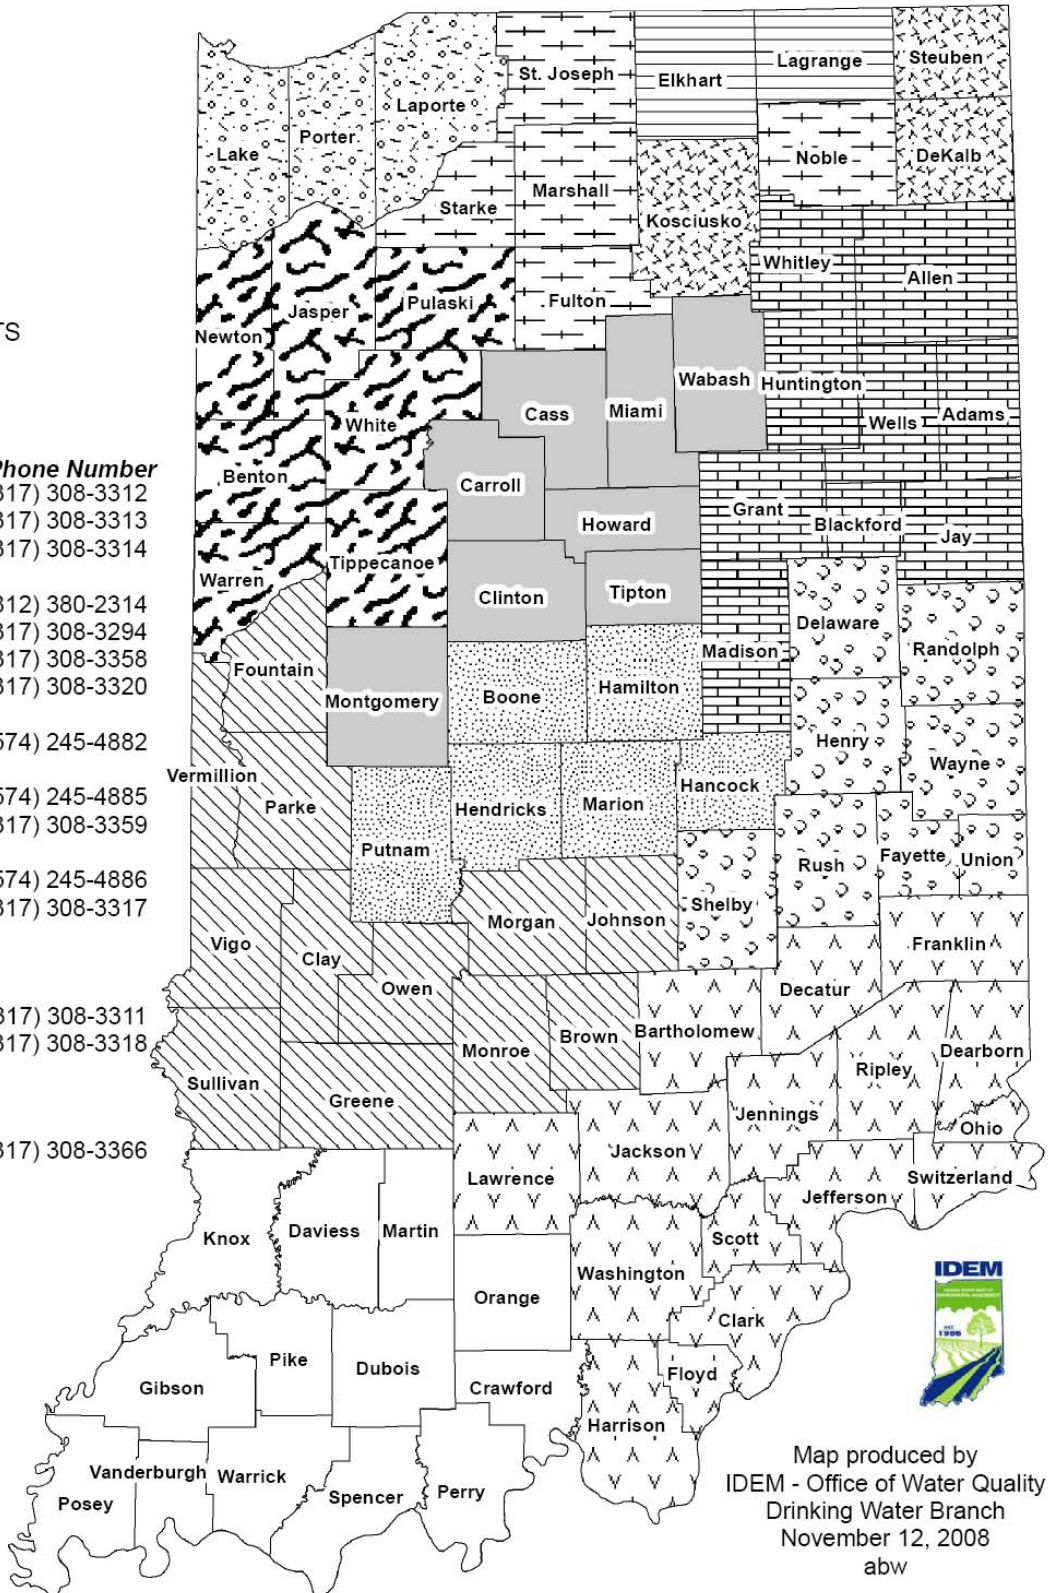 St. Joseph
Elkhart
Lagrange
Steuben
Laporte
Porter
Lake
Noble
DeKalb
Marshall
Starke
Kosciusko
Whitley
Allen
Jasper
Pulaski
Fulton
Newton
TS
Wabash
Huntington
Cass
Miami
White
Wells
Adams
Phone Number
Benton
Carroll
317) 308-3312
317) 308-3313
Grant
Howard
Blackford
Jay
317) 308-3314
Warren
Tippecanoe
Clinton
Tipton
312) 380-2314
Delaware
317) 308-3294
Madison
Randolph
317) 308-3358
Fountain
317) 308-3320
Montgomery
Boone
Hamilton
574) 245-4882
Henry
Wayne
Vermillion
574) 245-4885
Parke
Hendricks
Marion
Hancock
317) 308-3359
Putnam
Rush
Fayette
Union
574) 245-4886
317) 308-3317
Shelby
Morgan
Johnson
Vigo
Clay
Franklin
Owen
Decatur
317) 308-3311
317) 308-3318
Monroe
Brown
Bartholomew
Dearborn
Sullivan
Greene
Ripley
Jennings
Ohio
317) 308-3366
Lawrence
Jackson
Jefferson
Switzerland
Knox
Daviess
Martin
Scott
Washington
IDEM
Orange
Clark
EST.
1986
Pike
Dubois
Gibson
Crawford
Floyd
Harrison
Vanderburgh
Warrick
Posey
Spencer
Perry
Map produced by
IDEM - Office of Water Quality
Drinking Water Branch
November 12, 2008
abw